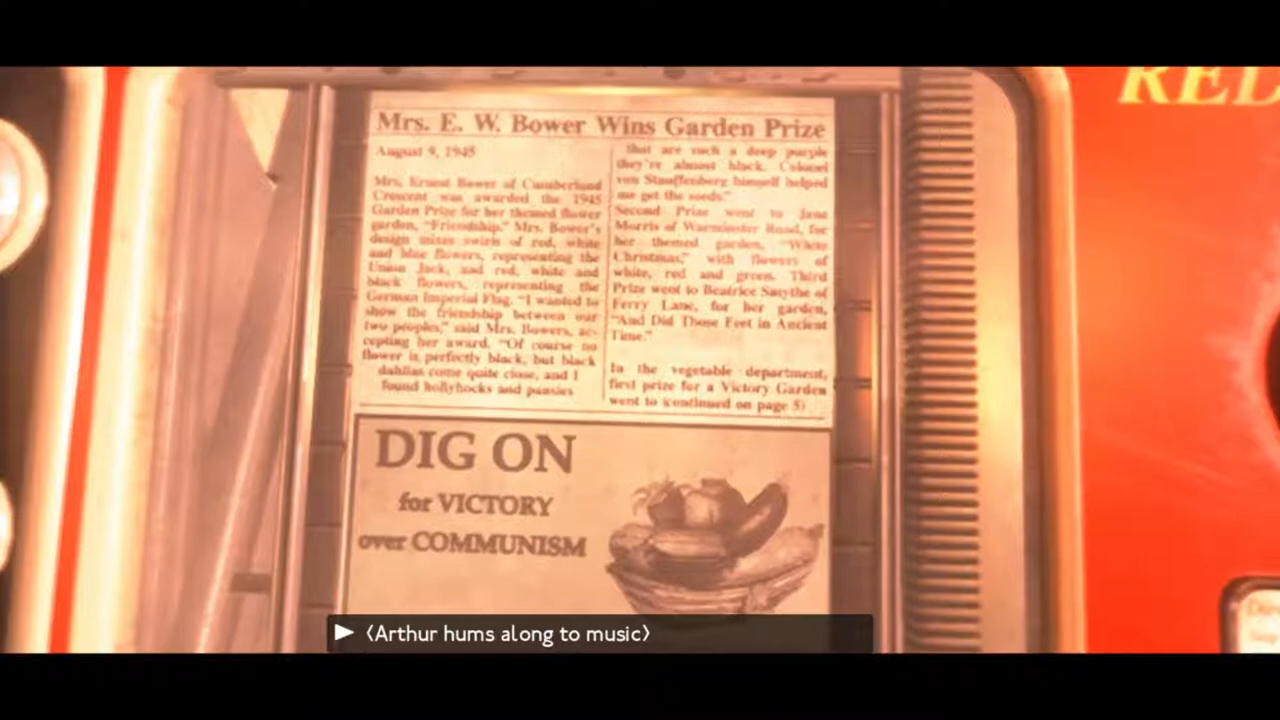 RED
Mrs. E. W. Bower Wins Garden Prize
August 9, 1945
Mrs. Ernest Bower of Cumberland
Crescent was awarded the 1945
Garden Prize for her themed flower
garden, "Friendship." Mrs. Bower's
design mixes swirls of red, white
and blue flowers, representing the
Union Jack, and red, white and
black flowers, representing the
German Imperial Flag. "I wanted to
show the friendship between our
two peoples," said Mrs. Bowers, ac-
cepting her award. "Of course no
flower is perfectly black, but black
dahlias come quite close, and I
found hollyhocks and pansies
that are such a deep purple
they're almost black. Colonel
von Stauffenberg himself helped
me get the seeds."
Second Prize went to Jane
Morris of Warminster Road, for
her themed garden, "White
Christmas," with flowers of
white, red and green. Third
Prize went to Beatrice Smythe of
Ferry Lane, for her garden,
"And Did Those Feet in Ancient
Time."
In the vegetable department,
first prize for a Victory Garden
went to (continued on page 5)
DIG ON
for VICTORY
over COMMUNISM
(Arthur hums along to music)